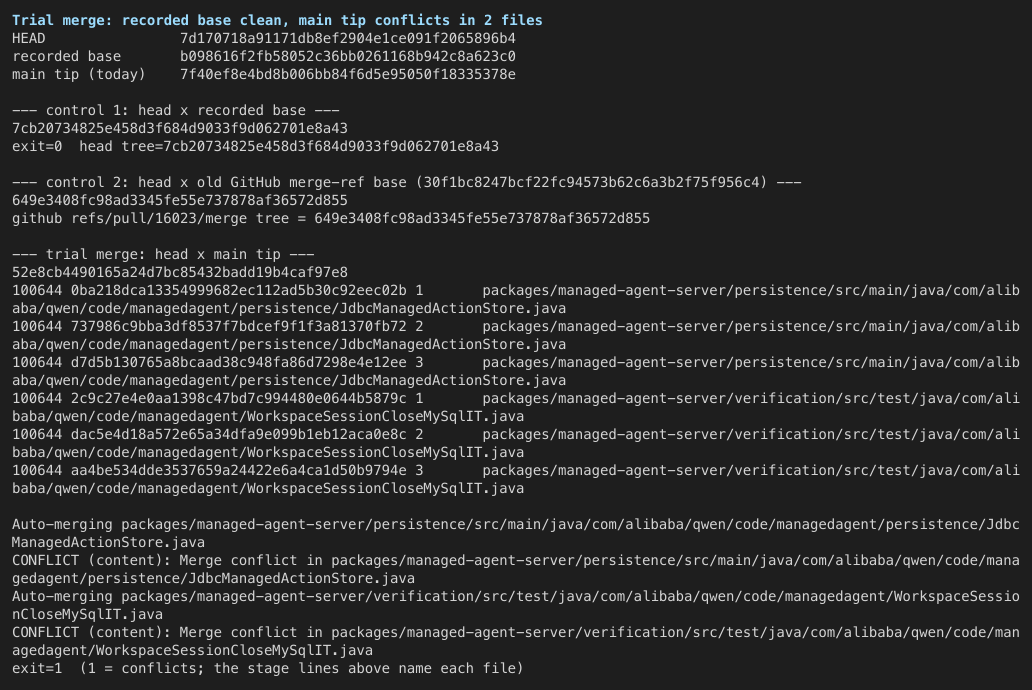 Trial merge: recorded base clean, main tip conflicts in 2 files
HEAD                7d170718a91171db8ef2904e1ce091f2065896b4
recorded base       b098616f2fb58052c36bb0261168b942c8a623c0
main tip (today)    7f40ef8e4bd8b006bb84f6d5e95050f18335378e

--- control 1: head x recorded base ---
7cb20734825e458d3f684d9033f9d062701e8a43
exit=0  head tree=7cb20734825e458d3f684d9033f9d062701e8a43

--- control 2: head x old GitHub merge-ref base (30f1bc8247bcf22fc94573b62c6a3b2f75f956c4) ---
649e3408fc98ad3345fe55e737878af36572d855
github refs/pull/16023/merge tree = 649e3408fc98ad3345fe55e737878af36572d855

--- trial merge: head x main tip ---
52e8cb4490165a24d7bc85432badd19b4caf97e8
100644 0ba218dca13354999682ec112ad5b30c92eec02b 1       packages/managed-agent-server/persistence/src/main/java/com/alib
aba/qwen/code/managedagent/persistence/JdbcManagedActionStore.java
100644 737986c9bba3df8537f7bdcef9f1f3a81370fb72 2       packages/managed-agent-server/persistence/src/main/java/com/alib
aba/qwen/code/managedagent/persistence/JdbcManagedActionStore.java
100644 d7d5b130765a8bcaad38c948fa86d7298e4e12ee 3       packages/managed-agent-server/persistence/src/main/java/com/alib
aba/qwen/code/managedagent/persistence/JdbcManagedActionStore.java
100644 2c9c27e4e0aa1398c47bd7c994480e0644b5879c 1       packages/managed-agent-server/verification/src/test/java/com/ali
baba/qwen/code/managedagent/WorkspaceSessionCloseMySqlIT.java
100644 dac5e4d18a572e65a34dfa9e099b1eb12aca0e8c 2       packages/managed-agent-server/verification/src/test/java/com/ali
baba/qwen/code/managedagent/WorkspaceSessionCloseMySqlIT.java
100644 aa4be534dde3537659a24422e6a4ca1d50b9794e 3       packages/managed-agent-server/verification/src/test/java/com/ali
baba/qwen/code/managedagent/WorkspaceSessionCloseMySqlIT.java

Auto-merging packages/managed-agent-server/persistence/src/main/java/com/alibaba/qwen/code/managedagent/persistence/Jdbc
ManagedActionStore.java
CONFLICT (content): Merge conflict in packages/managed-agent-server/persistence/src/main/java/com/alibaba/qwen/code/mana
gedagent/persistence/JdbcManagedActionStore.java
Auto-merging packages/managed-agent-server/verification/src/test/java/com/alibaba/qwen/code/managedagent/WorkspaceSessio
nCloseMySqlIT.java
CONFLICT (content): Merge conflict in packages/managed-agent-server/verification/src/test/java/com/alibaba/qwen/code/man
agedagent/WorkspaceSessionCloseMySqlIT.java
exit=1  (1 = conflicts; the stage lines above name each file)